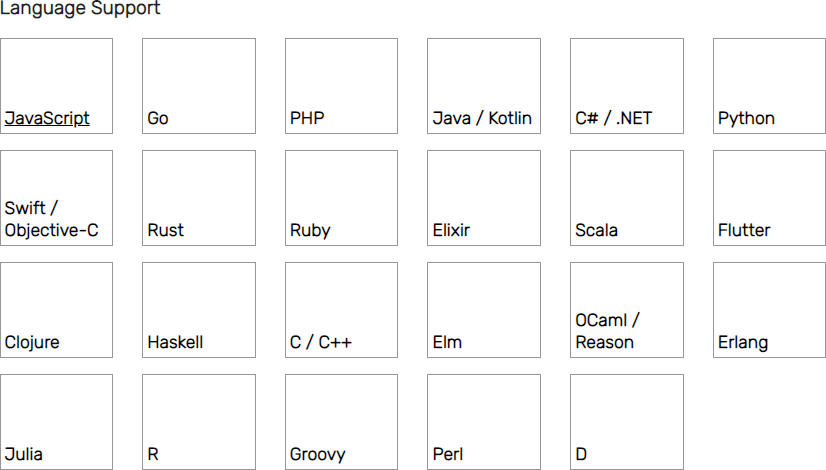 Language Support
JavaScript
Go
PHP
Java / Kotlin
C# / .NET
Python
Swift /
Objective-C
Rust
Ruby
Elixir
Scala
Flutter
Clojure
Haskell
C / C++
Elm
OCaml /
Reason
Erlang
Julia
R
Groovy
Perl
D